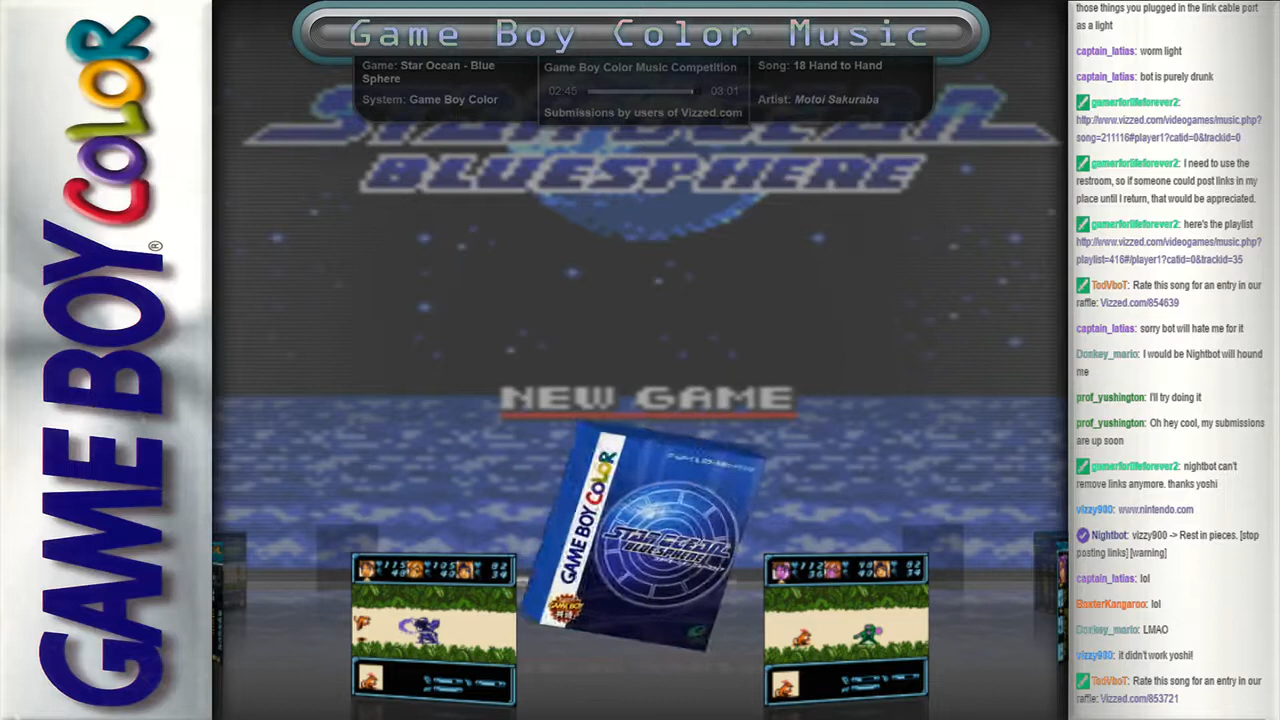 Game Boy Color Music
Game: Star Ocean - Blue
Sphere
System: Game Boy Color
Game Boy Color Music Competition
02:45
03:01
Submissions by users of Vizzed.com
Song: 18 Hand to Hand
Artist: Motoi Sakuraba
STAR OCEAN
BLUESPHERE
NEW GAME
GAME BOY COLOR
®
GAME BOY COLOR
STAR OCEAN
BLUE SPHERE
GAME BOY
those things you plugged in the link cable port
as a light
captain_latias: worm light
captain_latias: bot is purely drunk
gamerforlifeforever2:
http://www.vizzed.com/videogames/music.php?
song=211116#player1?catid=0&trackid=0
gamerforlifeforever2: I need to use the
restroom, so if someone could post links in my
place until I return, that would be appreciated.
gamerforlifeforever2: here's the playlist
http://www.vizzed.com/videogames/music.php?
playlist=416#/player1?catid=0&trackid=35
TodVboT: Rate this song for an entry in our
raffle: Vizzed.com/854639
captain_latias: sorry bot will hate me for it
Donkey_mario: I would be Nightbot will hound
me
prof_yushington: I'll try doing it
prof_yushington: Oh hey cool, my submissions
are up soon
gamerforlifeforever2: nightbot can't
remove links anymore. thanks yoshi
vizzy900: www.nintendo.com
Nightbot: vizzy900 -> Rest in pieces. [stop
posting links] [warning]
captain_latias: lol
BaxterKangaroo: lol
Donkey_mario: LMAO
vizzy900: it didn't work yoshi!
TodVboT: Rate this song for an entry in our
raffle: Vizzed.com/853721